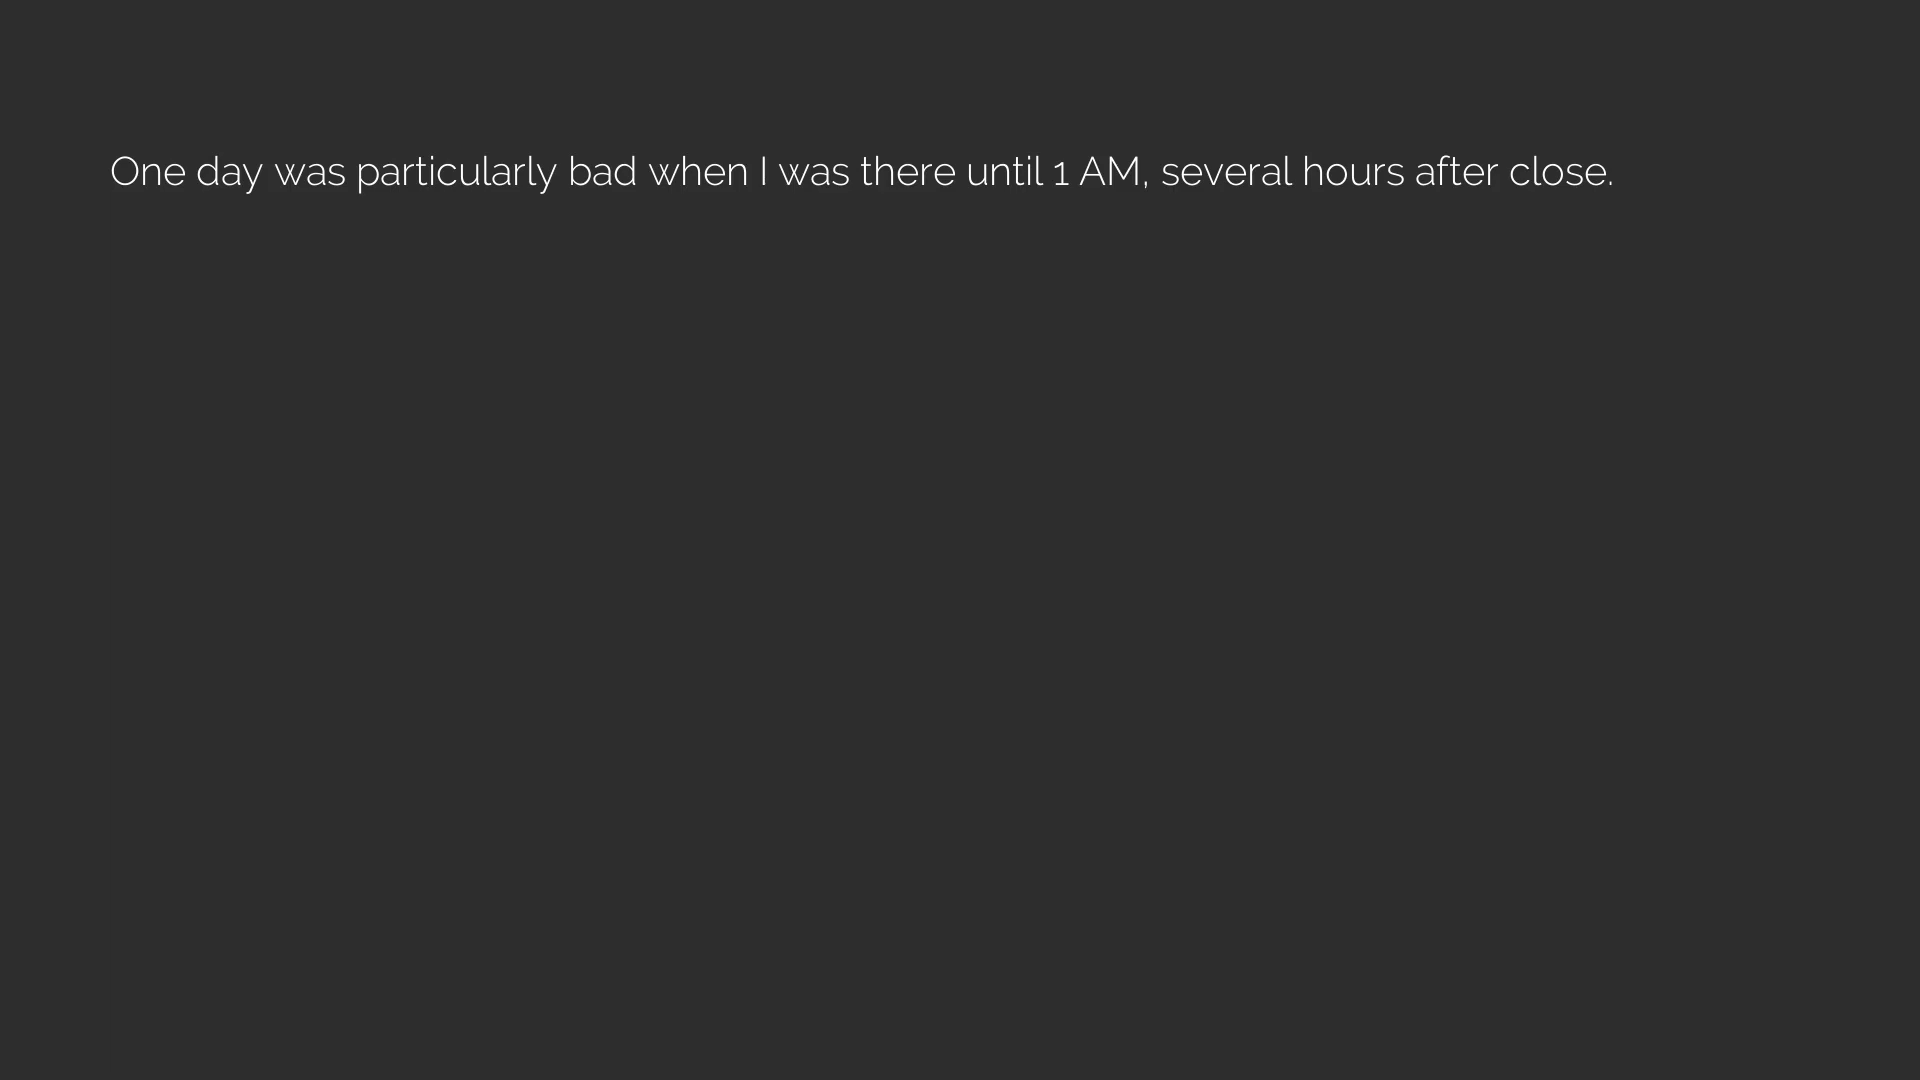 One day was particularly bad when I was there until 1 AM, several hours after close.